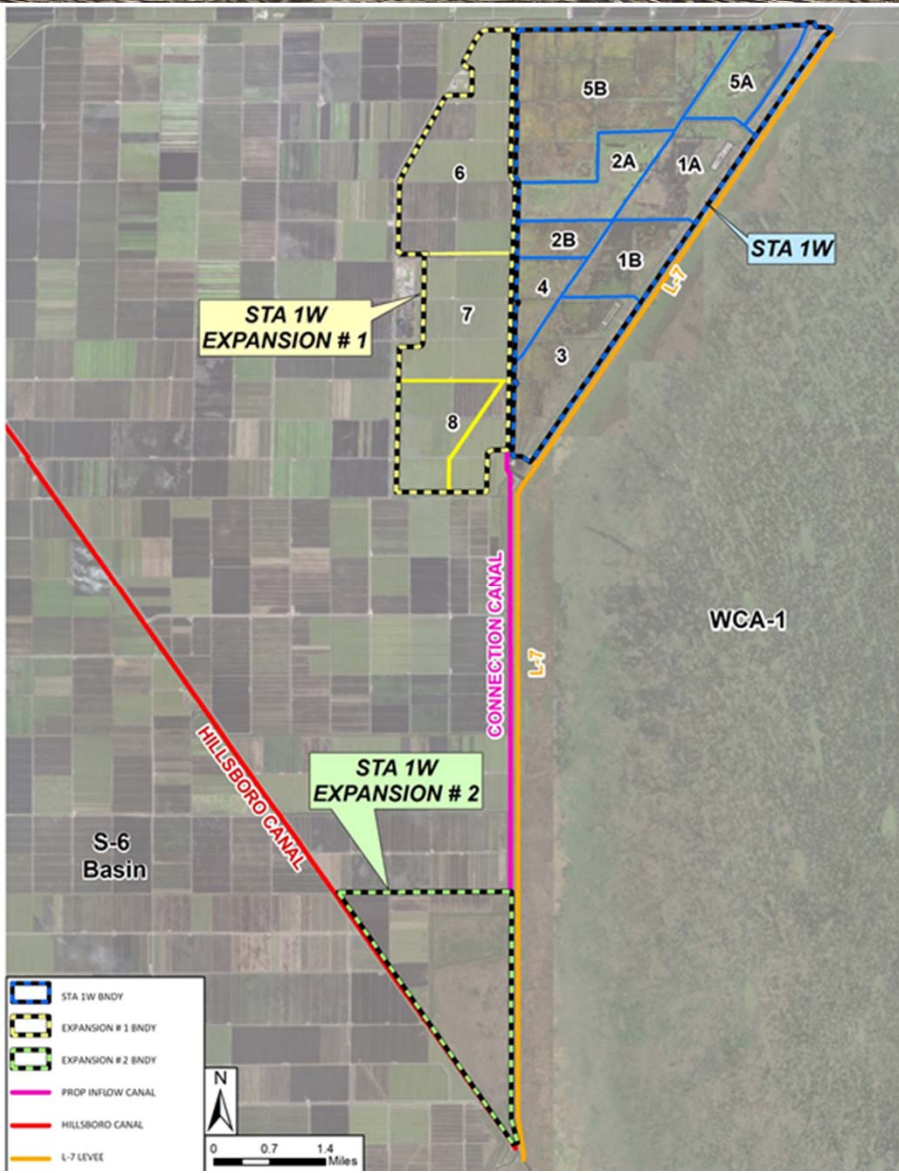 5B
5A
6
2A
1A
2B
1B
STA 1W
4
L-7
STA 1W
EXPANSION # 1
7
3
8
CONNECTION CANAL
WCA-1
L-7
HILLSBORO CANAL
STA 1W
EXPANSION # 2
S-6
Basin
STA 1W BNDY
EXPANSION # 1 BNDY
EXPANSION # 2 BNDY
PROP INFLOW CANAL
HILLSBORO CANAL
L-7 LEVEE
N
0 0.7 1.4
Miles